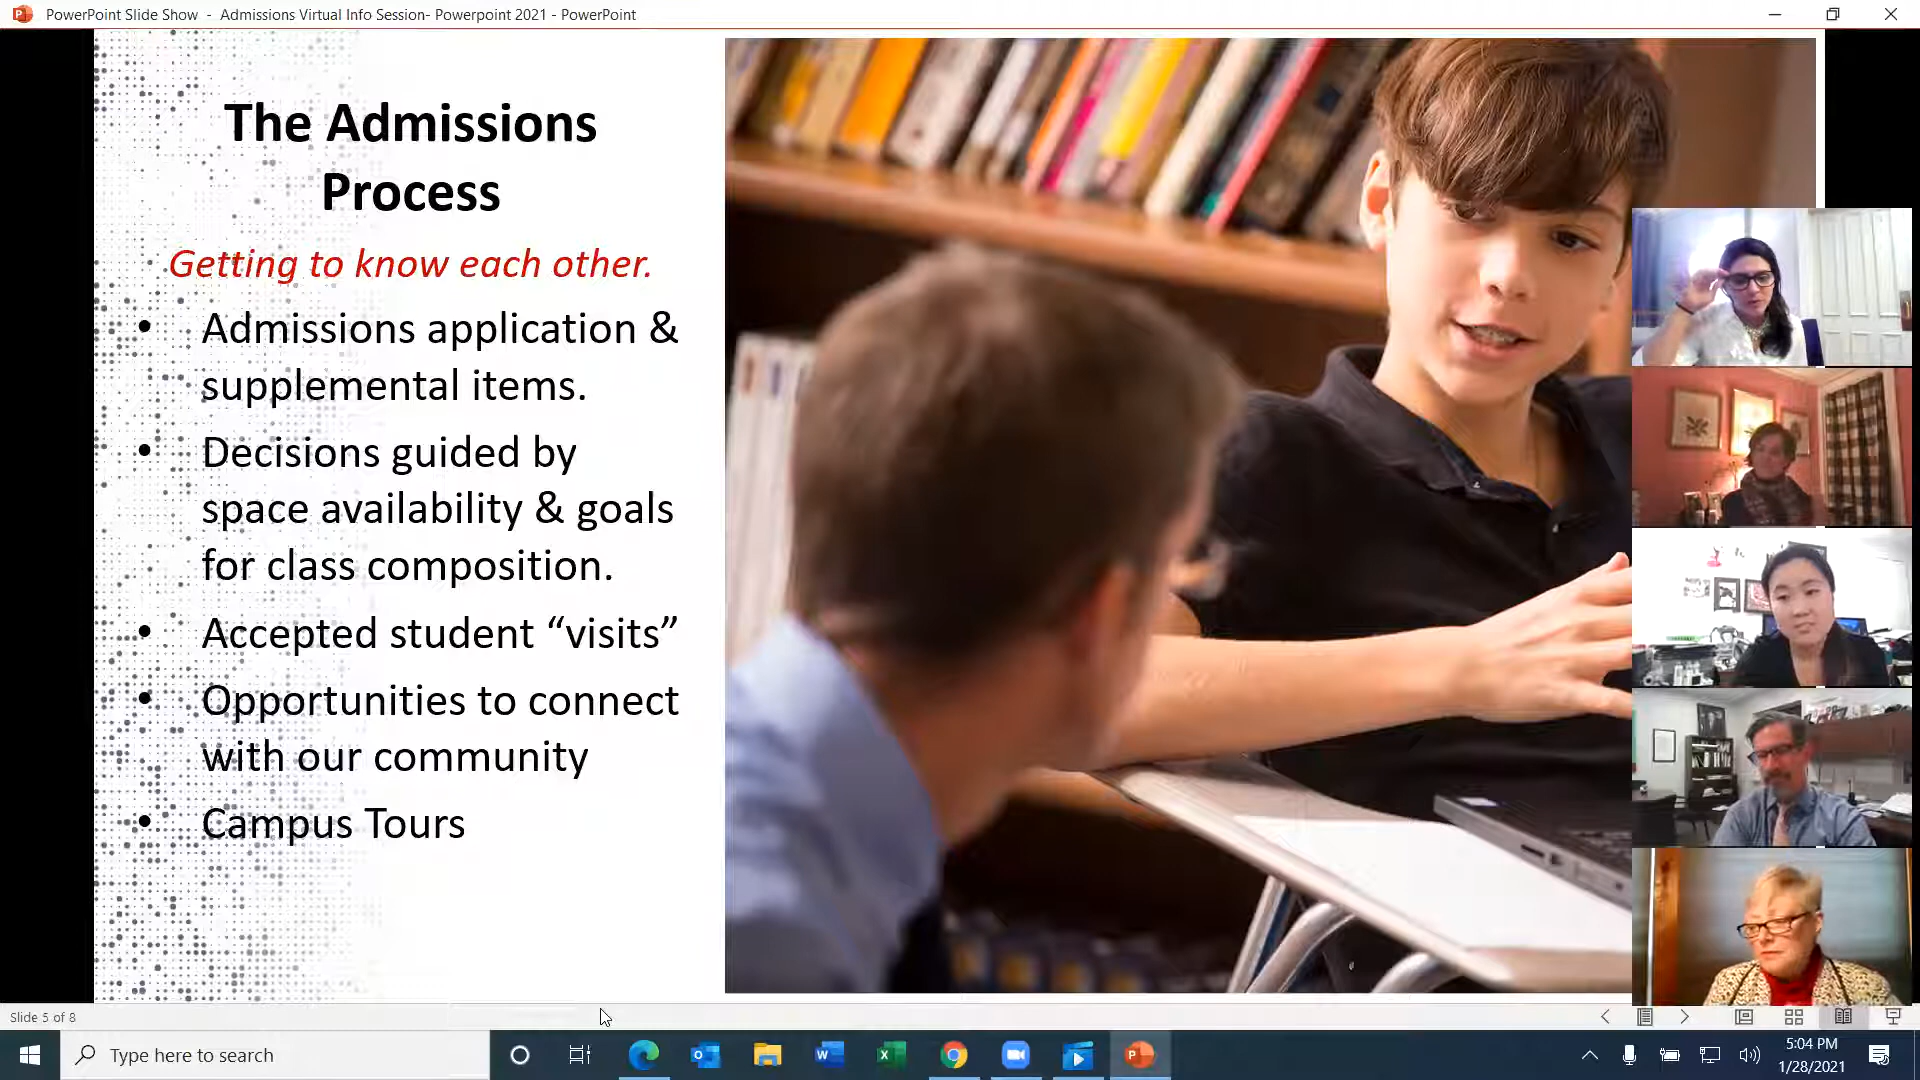 PowerPoint Slide Show - Admissions Virtual Info Session- Powerpoint 2021 - PowerPoint
The Admissions
Process
Getting to know each other.
• Admissions application &
supplemental items.
• Decisions guided by
space availability & goals
for class composition.
• Accepted student “visits”
• Opportunities to connect
with our community
• Campus Tours
Slide 5 of 8
Type here to search
5:04 PM
1/28/2021